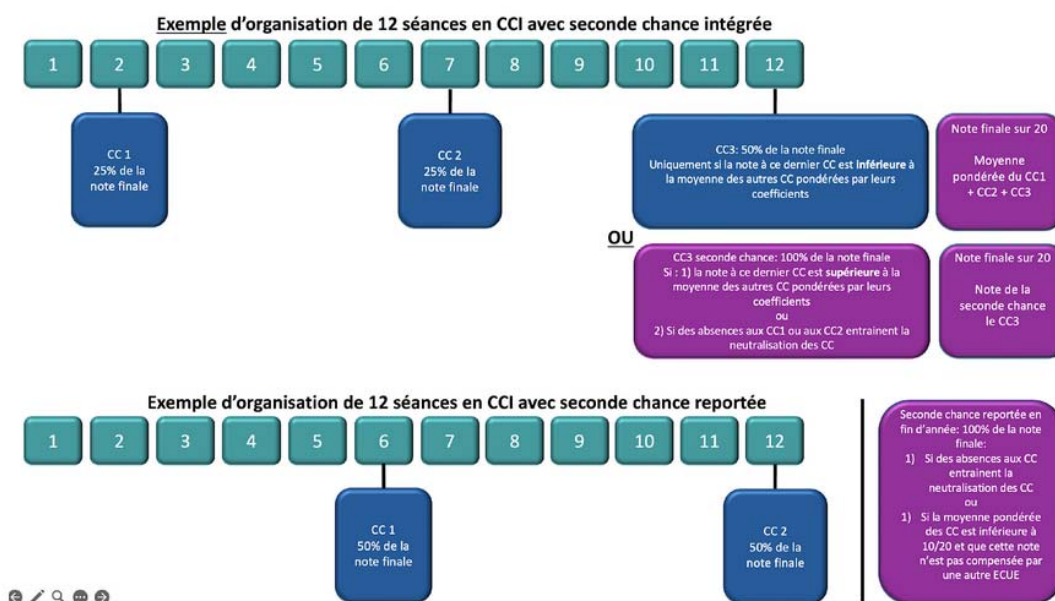 Exemple d'organisation de 12 séances en CCI avec seconde chance intégrée
1 2 3 4 5 6 7 8 9 10 11 12
CC 1
25% de la
note finale
CC 2
25% de la
note finale
CC3: 50% de la note finale
Uniquement si la note à ce dernier CC est inférieure à
la moyenne des autres CC pondérées par leurs
coefficients
Note finale sur 20
Moyenne
pondérée du CC1
+ CC2 + CC3
OU
CC3 seconde chance: 100% de la note finale
Si : 1) la note à ce dernier CC est supérieure à la
moyenne des autres CC pondérées par leurs
coefficients
ou
2) Si des absences aux CC1 ou aux CC2 entrainent la
neutralisation des CC
Note finale sur 20
Note de la
seconde chance
le CC3
Exemple d'organisation de 12 séances en CCI avec seconde chance reportée
1 2 3 4 5 6 7 8 9 10 11 12
CC 1
50% de la
note finale
CC 2
50% de la
note finale
Seconde chance reportée en
fin d'année: 100% de la note
finale:
1) Si des absences aux CC
entrainent la
neutralisation des CC
ou
1) Si la moyenne pondérée
des CC est inférieure à
10/20 et que cette note
n'est pas compensée par
une autre ECUE